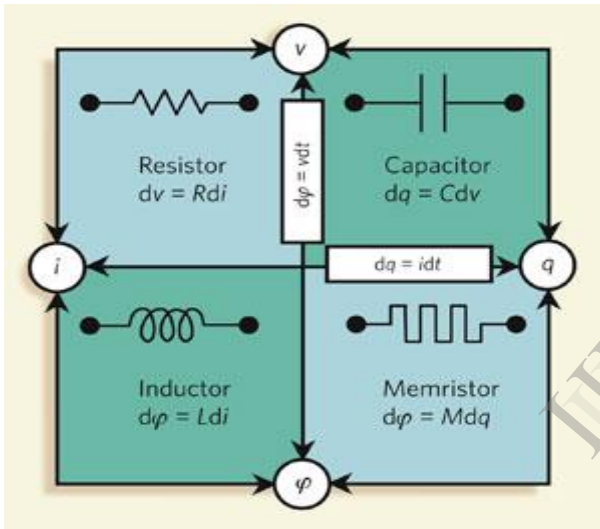 v
Resistor
dv = Rdi
dφ = vdt
Capacitor
dq = Cdv
i
dq = idt
q
Inductor
dφ = Ldi
Memristor
dφ = Mdq
φ